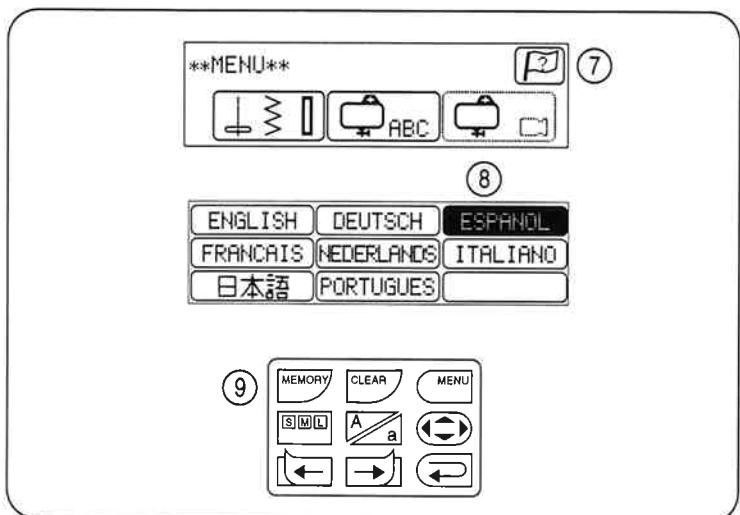 **MENU** ? 7
ABC
8
ENGLISH DEUTSCH ESPANOL
FRANCAIS NEDERLANDS ITALIANO
日本語 PORTUGUES
9 MEMORY CLEAR MENU
S M L A a